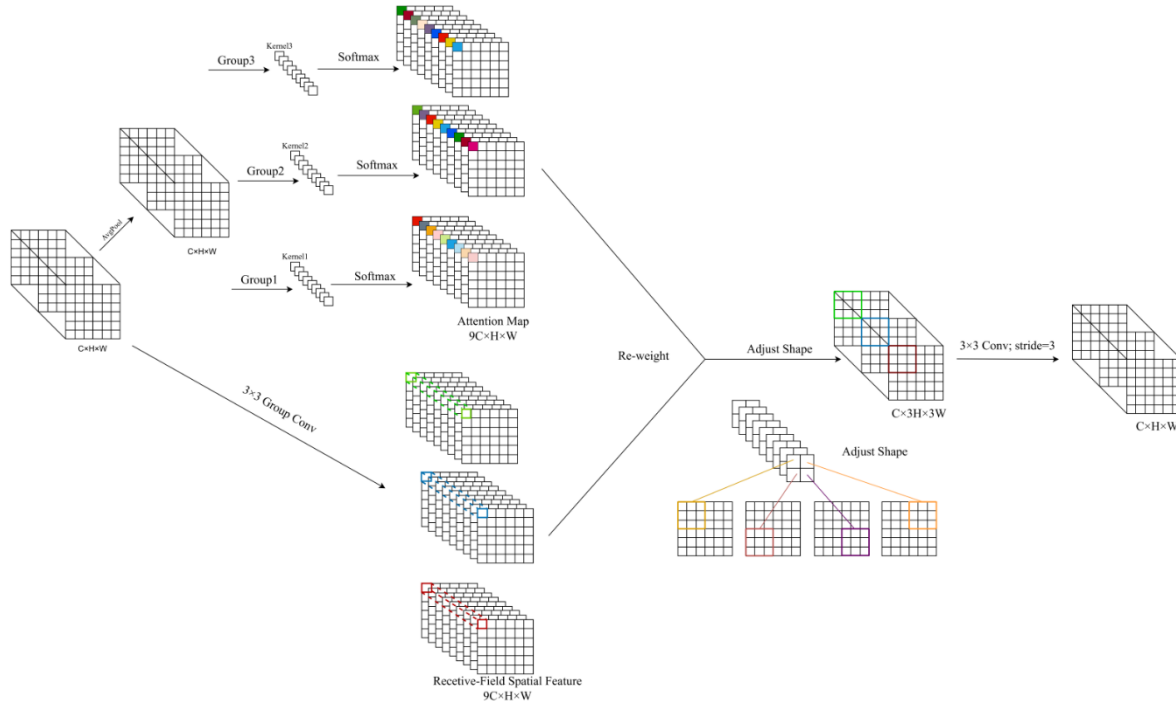 Kernel3
Group3
Softmax
Kernel2
Group2
Softmax
AvgPool
C×H×W
Kernel1
Group1
Softmax
C×H×W
Attention Map
9C×H×W
3×3 Group Conv
Re-weight
Adjust Shape
3×3 Conv; stride=3
C×3H×3W
C×H×W
Adjust Shape
Recetive-Field Spatial Feature
9C×H×W